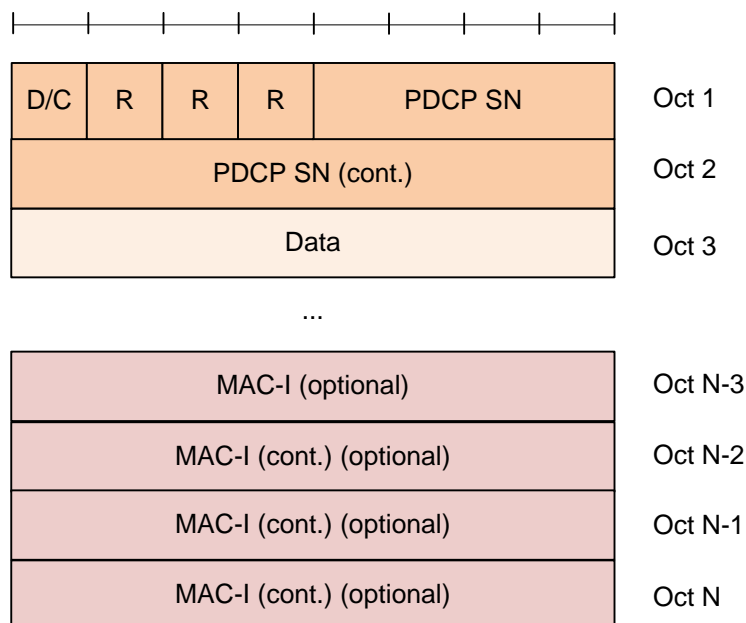 D/C R R R PDCP SN Oct 1
PDCP SN (cont.) Oct 2
Data Oct 3
...
MAC-I (optional) Oct N-3
MAC-I (cont.) (optional) Oct N-2
MAC-I (cont.) (optional) Oct N-1
MAC-I (cont.) (optional) Oct N